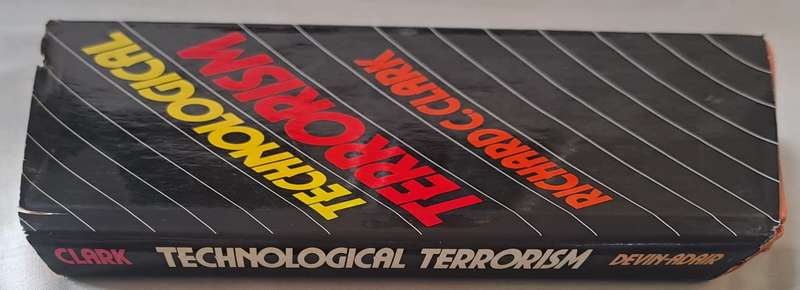 TECHNOLOGICAL
TERRORISM
RICHARD C. CLARK
CLARK TECHNOLOGICAL TERRORISM DEVIN-ADAIR